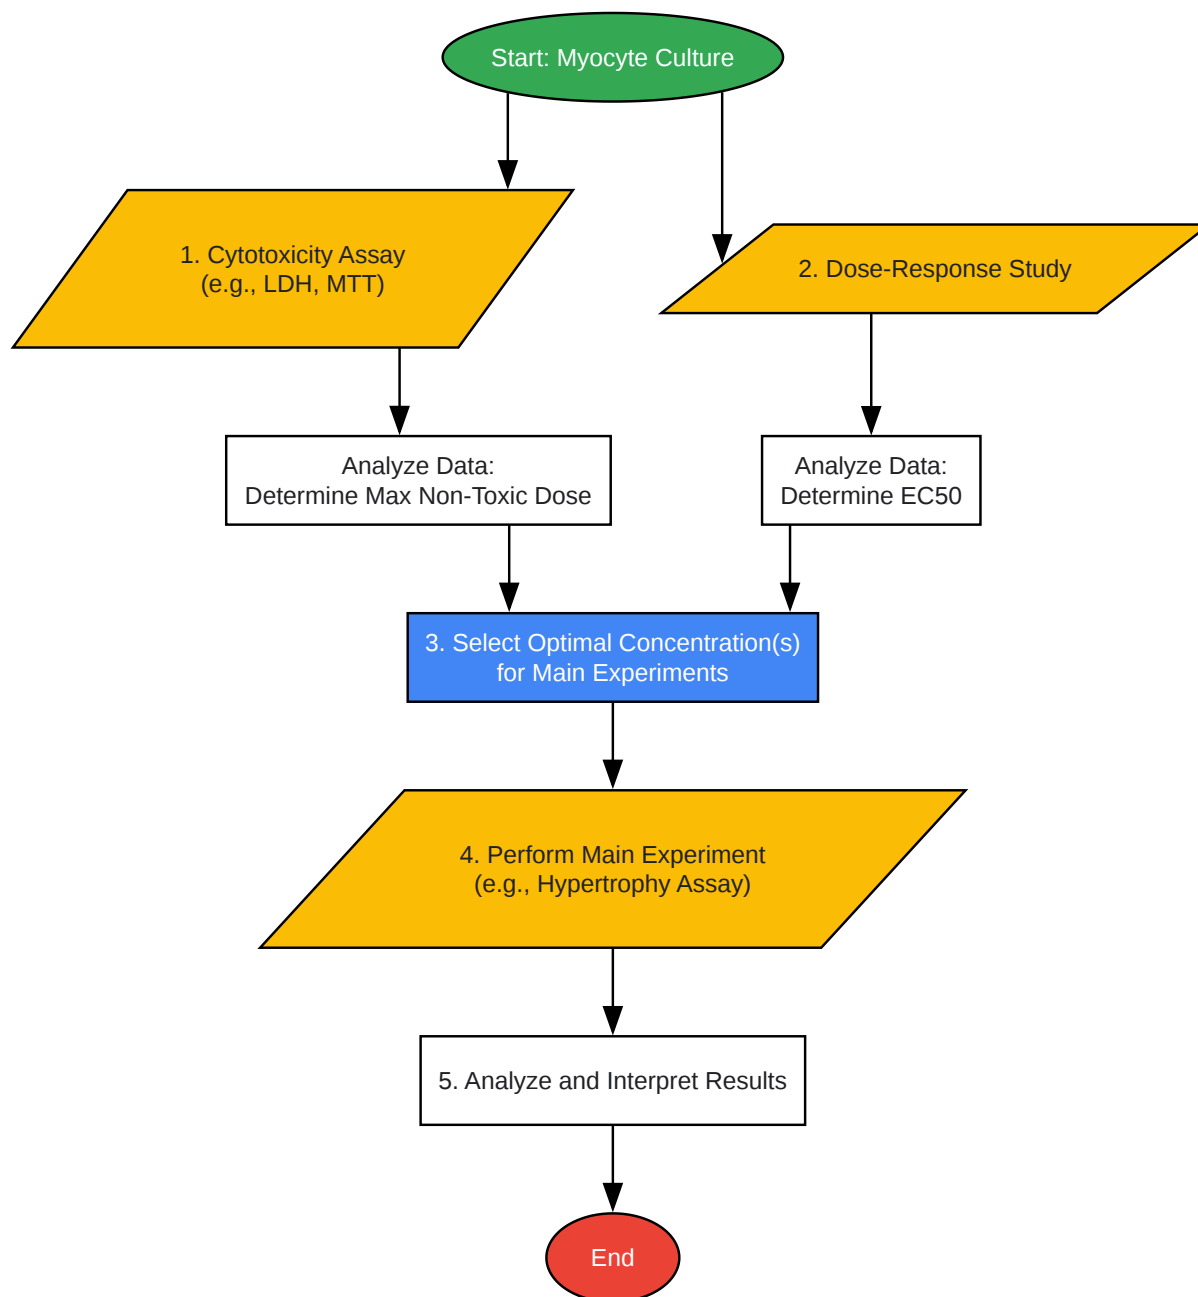 Start: Myocyte Culture
1. Cytotoxicity Assay
(e.g., LDH, MTT)
2. Dose-Response Study
Analyze Data:
Determine Max Non-Toxic Dose
Analyze Data:
Determine EC50
3. Select Optimal Concentration(s)
for Main Experiments
4. Perform Main Experiment
(e.g., Hypertrophy Assay)
5. Analyze and Interpret Results
End